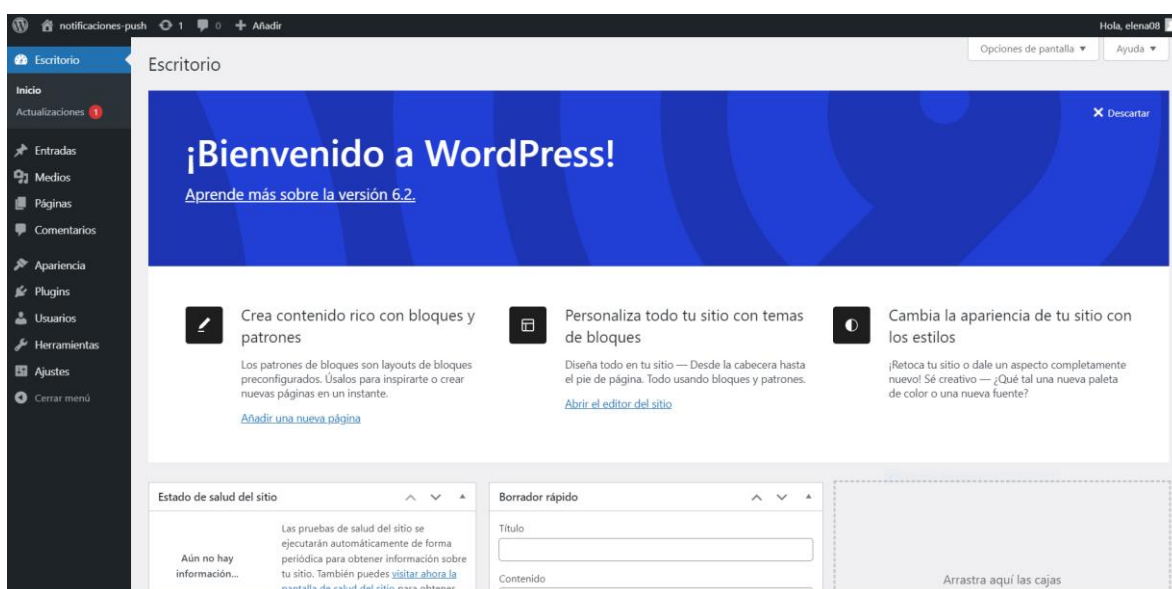 notificaciones-push 1 0 Añadir
Hola, elena08
Escritorio
Inicio
Actualizaciones 1
Entradas
Medios
Páginas
Comentarios
Apariencia
Plugins
Usuarios
Herramientas
Ajustes
Cerrar menú
Opciones de pantalla
Ayuda
Escritorio
Descartar
¡Bienvenido a WordPress!
Aprende más sobre la versión 6.2.
Crea contenido rico con bloques y
patrones
Los patrones de bloques son layouts de bloques
preconfigurados. Úsalos para inspirarte o crear
nuevas páginas en un instante.
Añadir una nueva página
Personaliza todo tu sitio con temas
de bloques
Diseña todo en tu sitio — Desde la cabecera hasta
el pie de página. Todo usando bloques y patrones.
Abrir el editor del sitio
Cambia la apariencia de tu sitio con
los estilos
¡Retoca tu sitio o dale un aspecto completamente
nuevo! Sé creativo — ¿Qué tal una nueva paleta
de color o una nueva fuente?
Estado de salud del sitio
Aún no hay
información...
Las pruebas de salud del sitio se
ejecutarán automáticamente de forma
periódica para obtener información sobre
tu sitio. También puedes visitar ahora la
pantalla de salud del sitio para obtener
Borrador rápido
Título
Contenido
Arrastra aquí las cajas